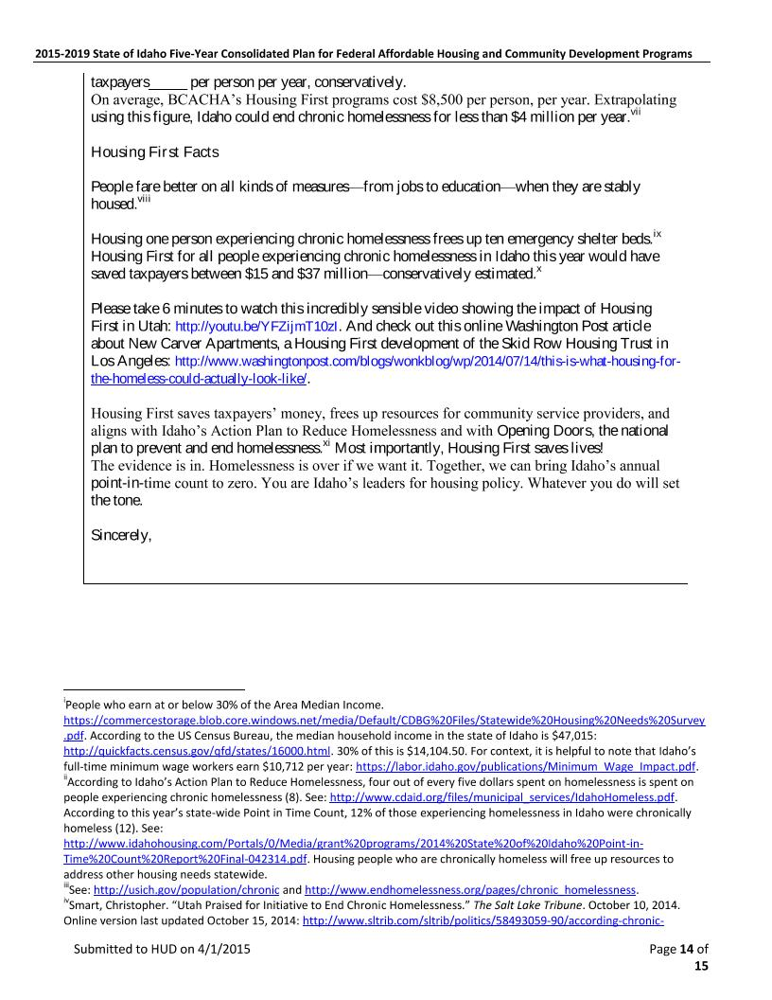 2015-2019 State of Idaho Five-Year Consolidated Plan for Federal Affordable Housing and Community Development Programs
taxpayers_____ per person per year, conservatively.
On average, BCACHA’s Housing First programs cost $8,500 per person, per year. Extrapolating
using this figure, Idaho could end chronic homelessness for less than $4 million per year.vii
Housing First Facts
People fare better on all kinds of measures—from jobs to education—when they are stably
housed.viii
Housing one person experiencing chronic homelessness frees up ten emergency shelter beds.ix
Housing First for all people experiencing chronic homelessness in Idaho this year would have
saved taxpayers between $15 and $37 million—conservatively estimated.x
Please take 6 minutes to watch this incredibly sensible video showing the impact of Housing
First in Utah: http://youtu.be/YFZijmT10zI. And check out this online Washington Post article
about New Carver Apartments, a Housing First development of the Skid Row Housing Trust in
Los Angeles: http://www.washingtonpost.com/blogs/wonkblog/wp/2014/07/14/this-is-what-housing-for-
the-homeless-could-actually-look-like/.
Housing First saves taxpayers’ money, frees up resources for community service providers, and
aligns with Idaho’s Action Plan to Reduce Homelessness and with Opening Doors, the national
plan to prevent and end homelessness.xi Most importantly, Housing First saves lives!
The evidence is in. Homelessness is over if we want it. Together, we can bring Idaho’s annual
point-in-time count to zero. You are Idaho’s leaders for housing policy. Whatever you do will set
the tone.
Sincerely,
iPeople who earn at or below 30% of the Area Median Income.
https://commercestorage.blob.core.windows.net/media/Default/CDBG%20Files/Statewide%20Housing%20Needs%20Survey
.pdf. According to the US Census Bureau, the median household income in the state of Idaho is $47,015:
http://quickfacts.census.gov/qfd/states/16000.html. 30% of this is $14,104.50. For context, it is helpful to note that Idaho’s
full-time minimum wage workers earn $10,712 per year: https://labor.idaho.gov/publications/Minimum_Wage_Impact.pdf.
iiAccording to Idaho’s Action Plan to Reduce Homelessness, four out of every five dollars spent on homelessness is spent on
people experiencing chronic homelessness (8). See: http://www.cdaid.org/files/municipal_services/IdahoHomeless.pdf.
According to this year’s state-wide Point in Time Count, 12% of those experiencing homelessness in Idaho were chronically
homeless (12). See:
http://www.idahohousing.com/Portals/0/Media/grant%20programs/2014%20State%20of%20Idaho%20Point-in-
Time%20Count%20Report%20Final-042314.pdf. Housing people who are chronically homeless will free up resources to
address other housing needs statewide.
iiiSee: http://usich.gov/population/chronic and http://www.endhomelessness.org/pages/chronic_homelessness.
ivSmart, Christopher. “Utah Praised for Initiative to End Chronic Homelessness.” The Salt Lake Tribune. October 10, 2014.
Online version last updated October 15, 2014: http://www.sltrib.com/sltrib/politics/58493059-90/according-chronic-
Submitted to HUD on 4/1/2015 Page 14 of
15